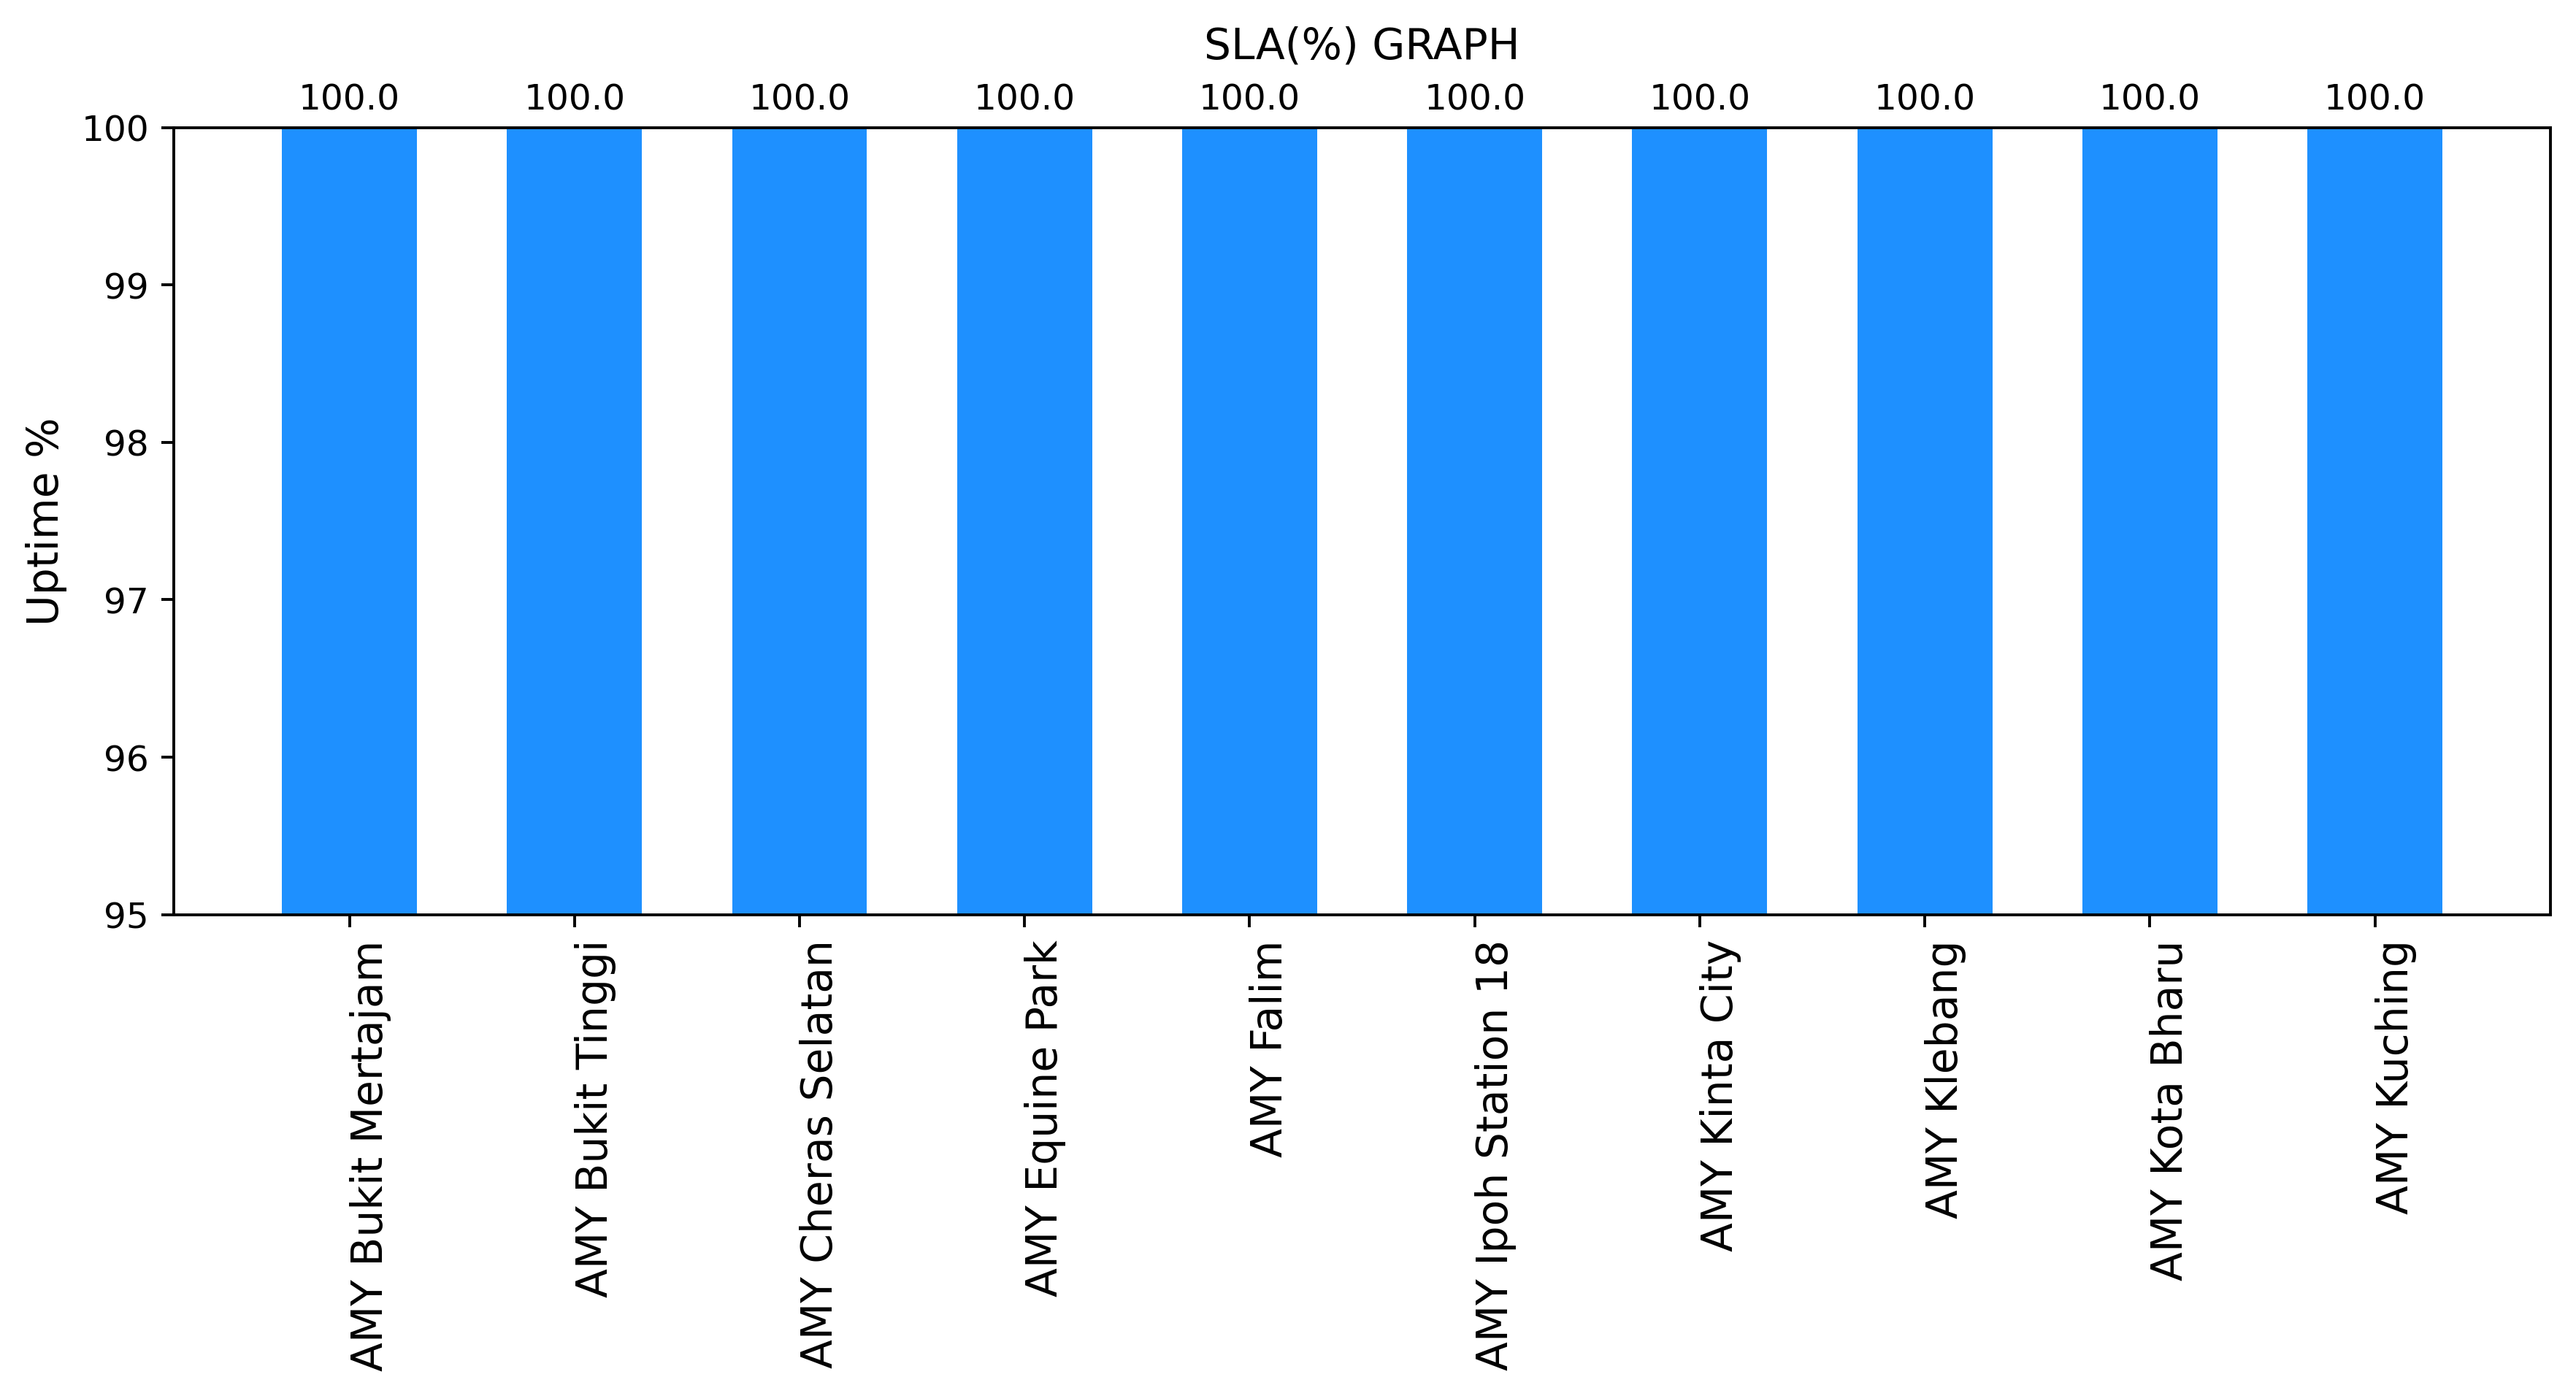 SLA(%) GRAPH
100.0 100.0 100.0 100.0 100.0 100.0 100.0 100.0 100.0 100.0
100
99
98
97
96
95
Uptime %
AMY Bukit Mertajam
AMY Bukit Tinggi
AMY Cheras Selatan
AMY Equine Park
AMY Falim
AMY Ipoh Station 18
AMY Kinta City
AMY Klebang
AMY Kota Bharu
AMY Kuching